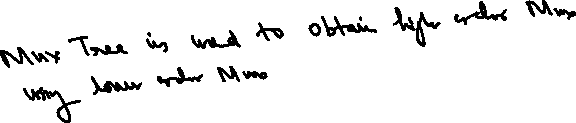 Mux Tree is used to obtain high order Mux
using lower order Mux